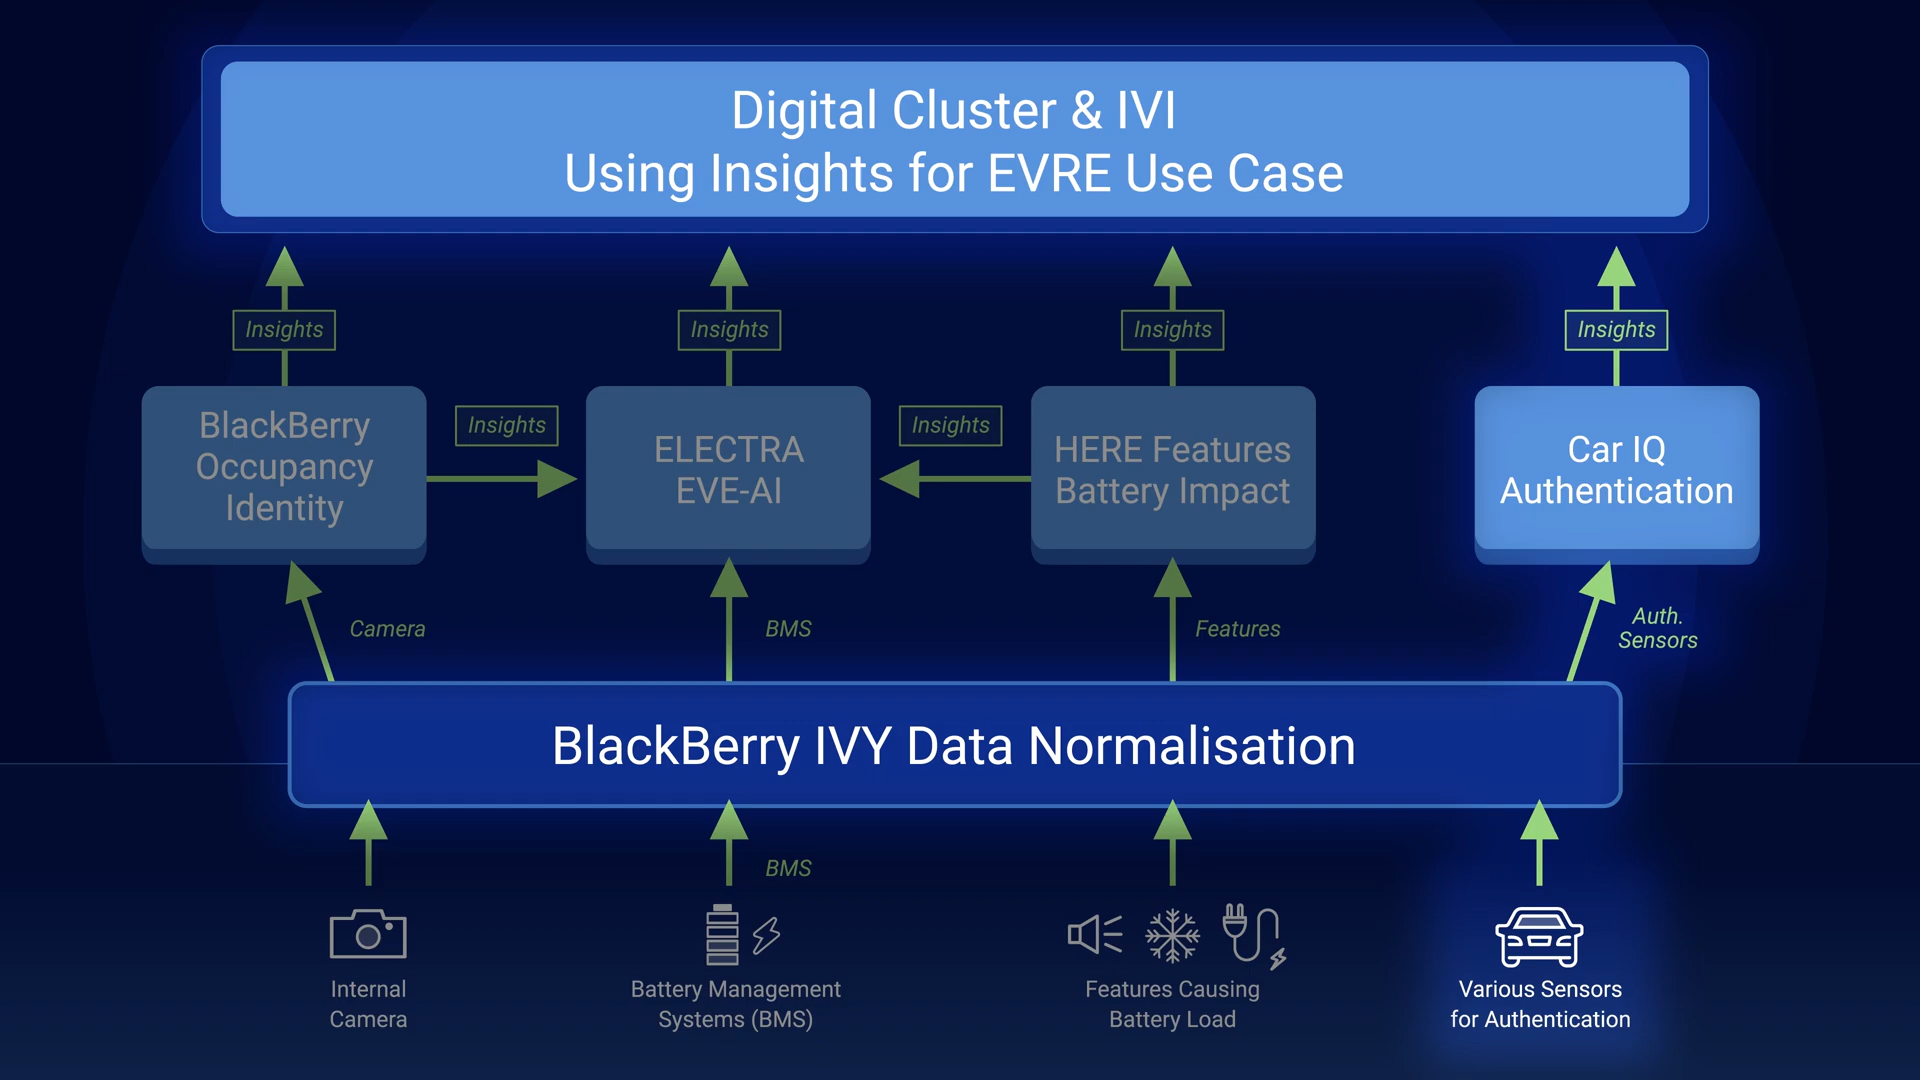 Digital Cluster & IVI
Using Insights for EVRE Use Case
Insights
Insights
Insights
Insights
BlackBerry
Occupancy
Identity
Insights
ELECTRA
EVE-AI
Insights
HERE Features
Battery Impact
Car IQ
Authentication
Camera
BMS
Features
Auth.
Sensors
BlackBerry IVY Data Normalisation
BMS
Internal
Camera
Battery Management
Systems (BMS)
Features Causing
Battery Load
Various Sensors
for Authentication